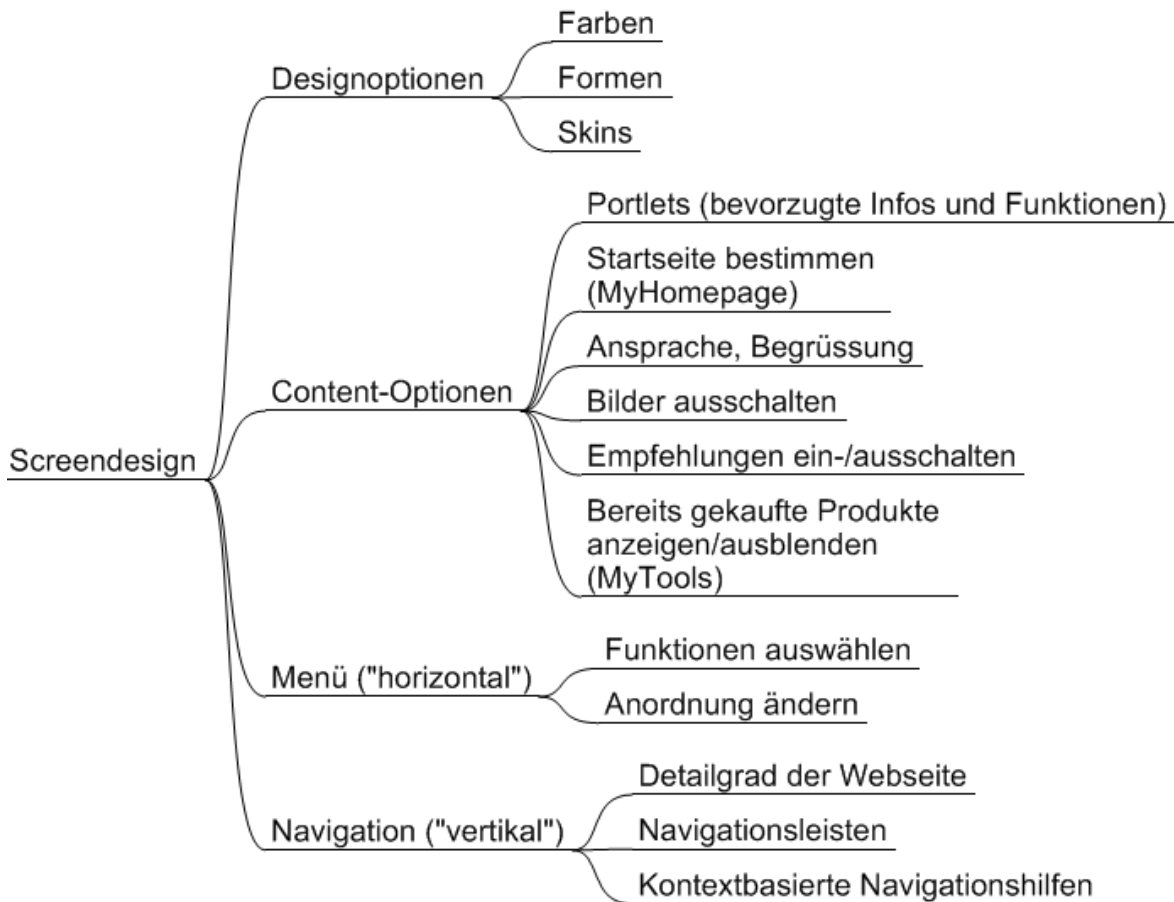 Screendesign
Designoptionen
Farben
Formen
Skins
Content-Optionen
Portlets (bevorzugte Infos und Funktionen)
Startseite bestimmen
(MyHomepage)
Ansprache, Begrüssung
Bilder ausschalten
Empfehlungen ein-/ausschalten
Bereits gekaufte Produkte
anzeigen/ausblenden
(MyTools)
Menü ("horizontal")
Funktionen auswählen
Anordnung ändern
Navigation ("vertikal")
Detailgrad der Webseite
Navigationsleisten
Kontextbasierte Navigationshilfen